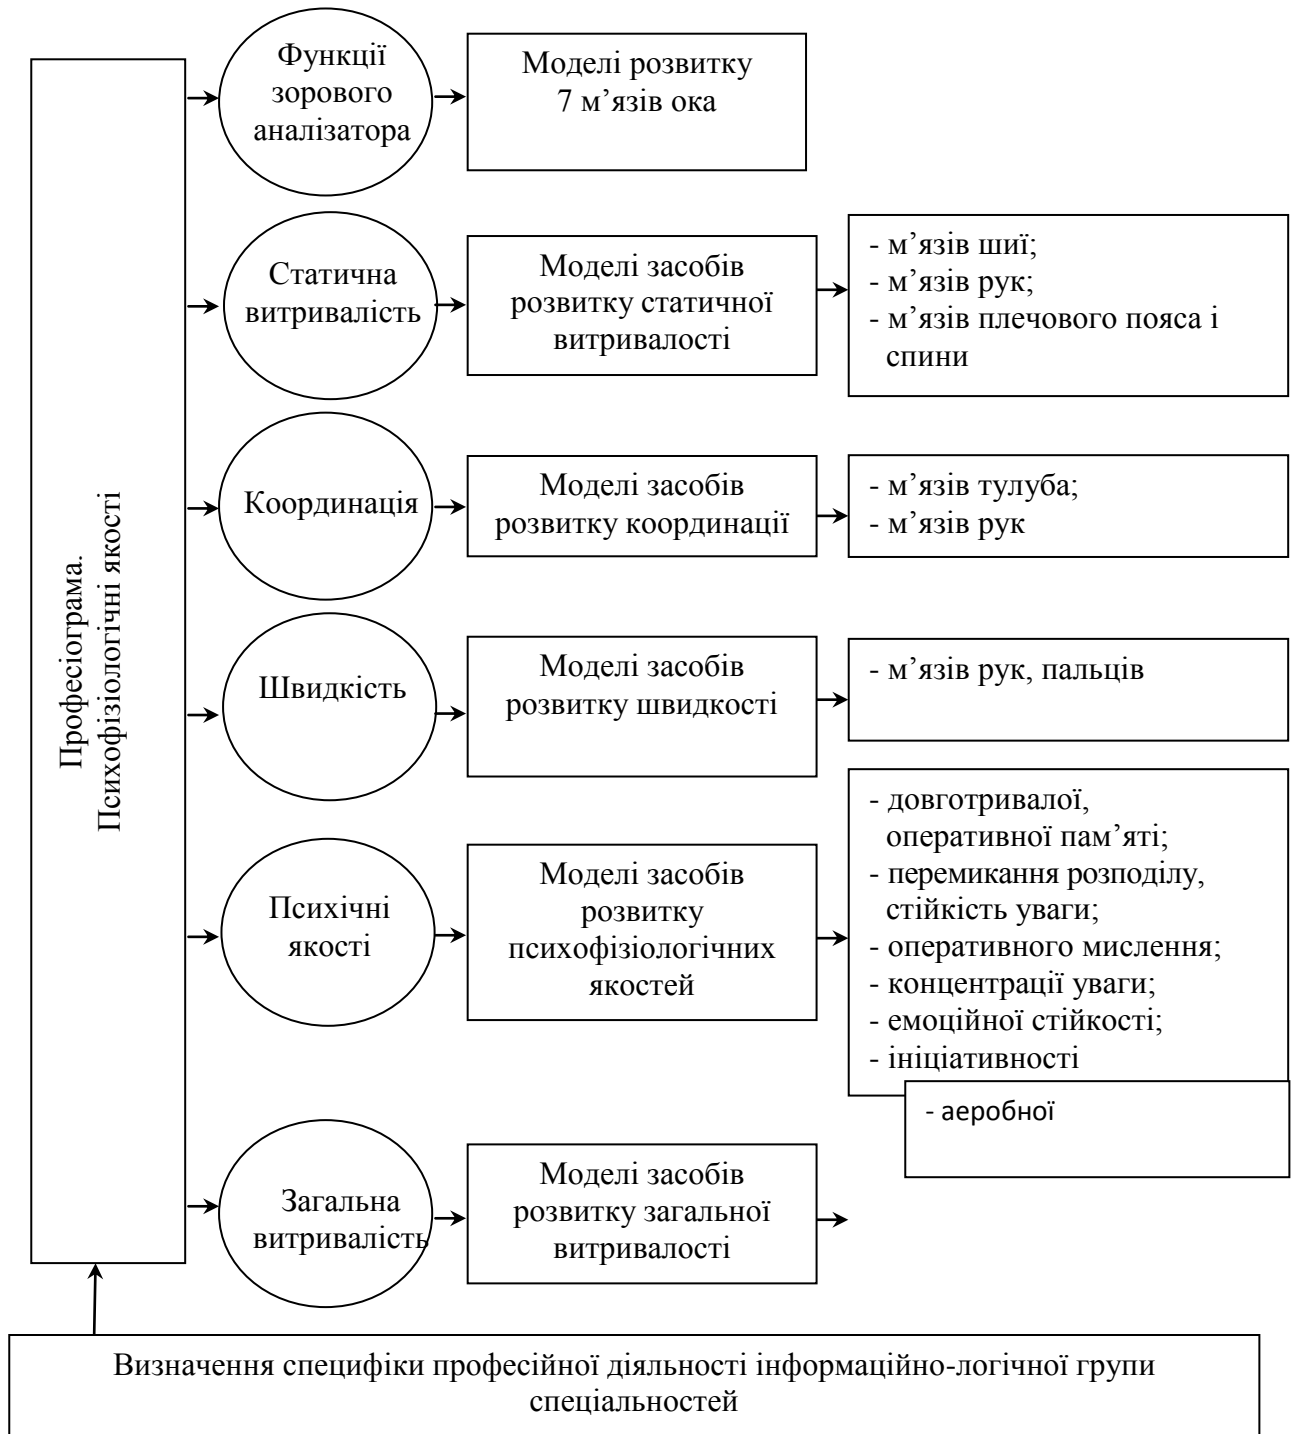 Професіограма.
Психофізіологічні якості
Функції
зорового
аналізатора
Моделі розвитку
7 м’язів ока
Статична
витривалість
Моделі засобів
розвитку статичної
витривалості
- м’язів шиї;
- м’язів рук;
- м’язів плечового пояса і
спини
Координація
Моделі засобів
розвитку координації
- м’язів тулуба;
- м’язів рук
Швидкість
Моделі засобів
розвитку швидкості
- м’язів рук, пальців
Психічні
якості
Моделі засобів
розвитку
психофізіологічних
якостей
- довготривалої,
оперативної пам’яті;
- перемикання розподілу,
стійкість уваги;
- оперативного мислення;
- концентрації уваги;
- емоційної стійкості;
- ініціативності
- аеробної
Загальна
витривалість
Моделі засобів
розвитку загальної
витривалості
Визначення специфіки професійної діяльності інформаційно-логічної групи
спеціальностей